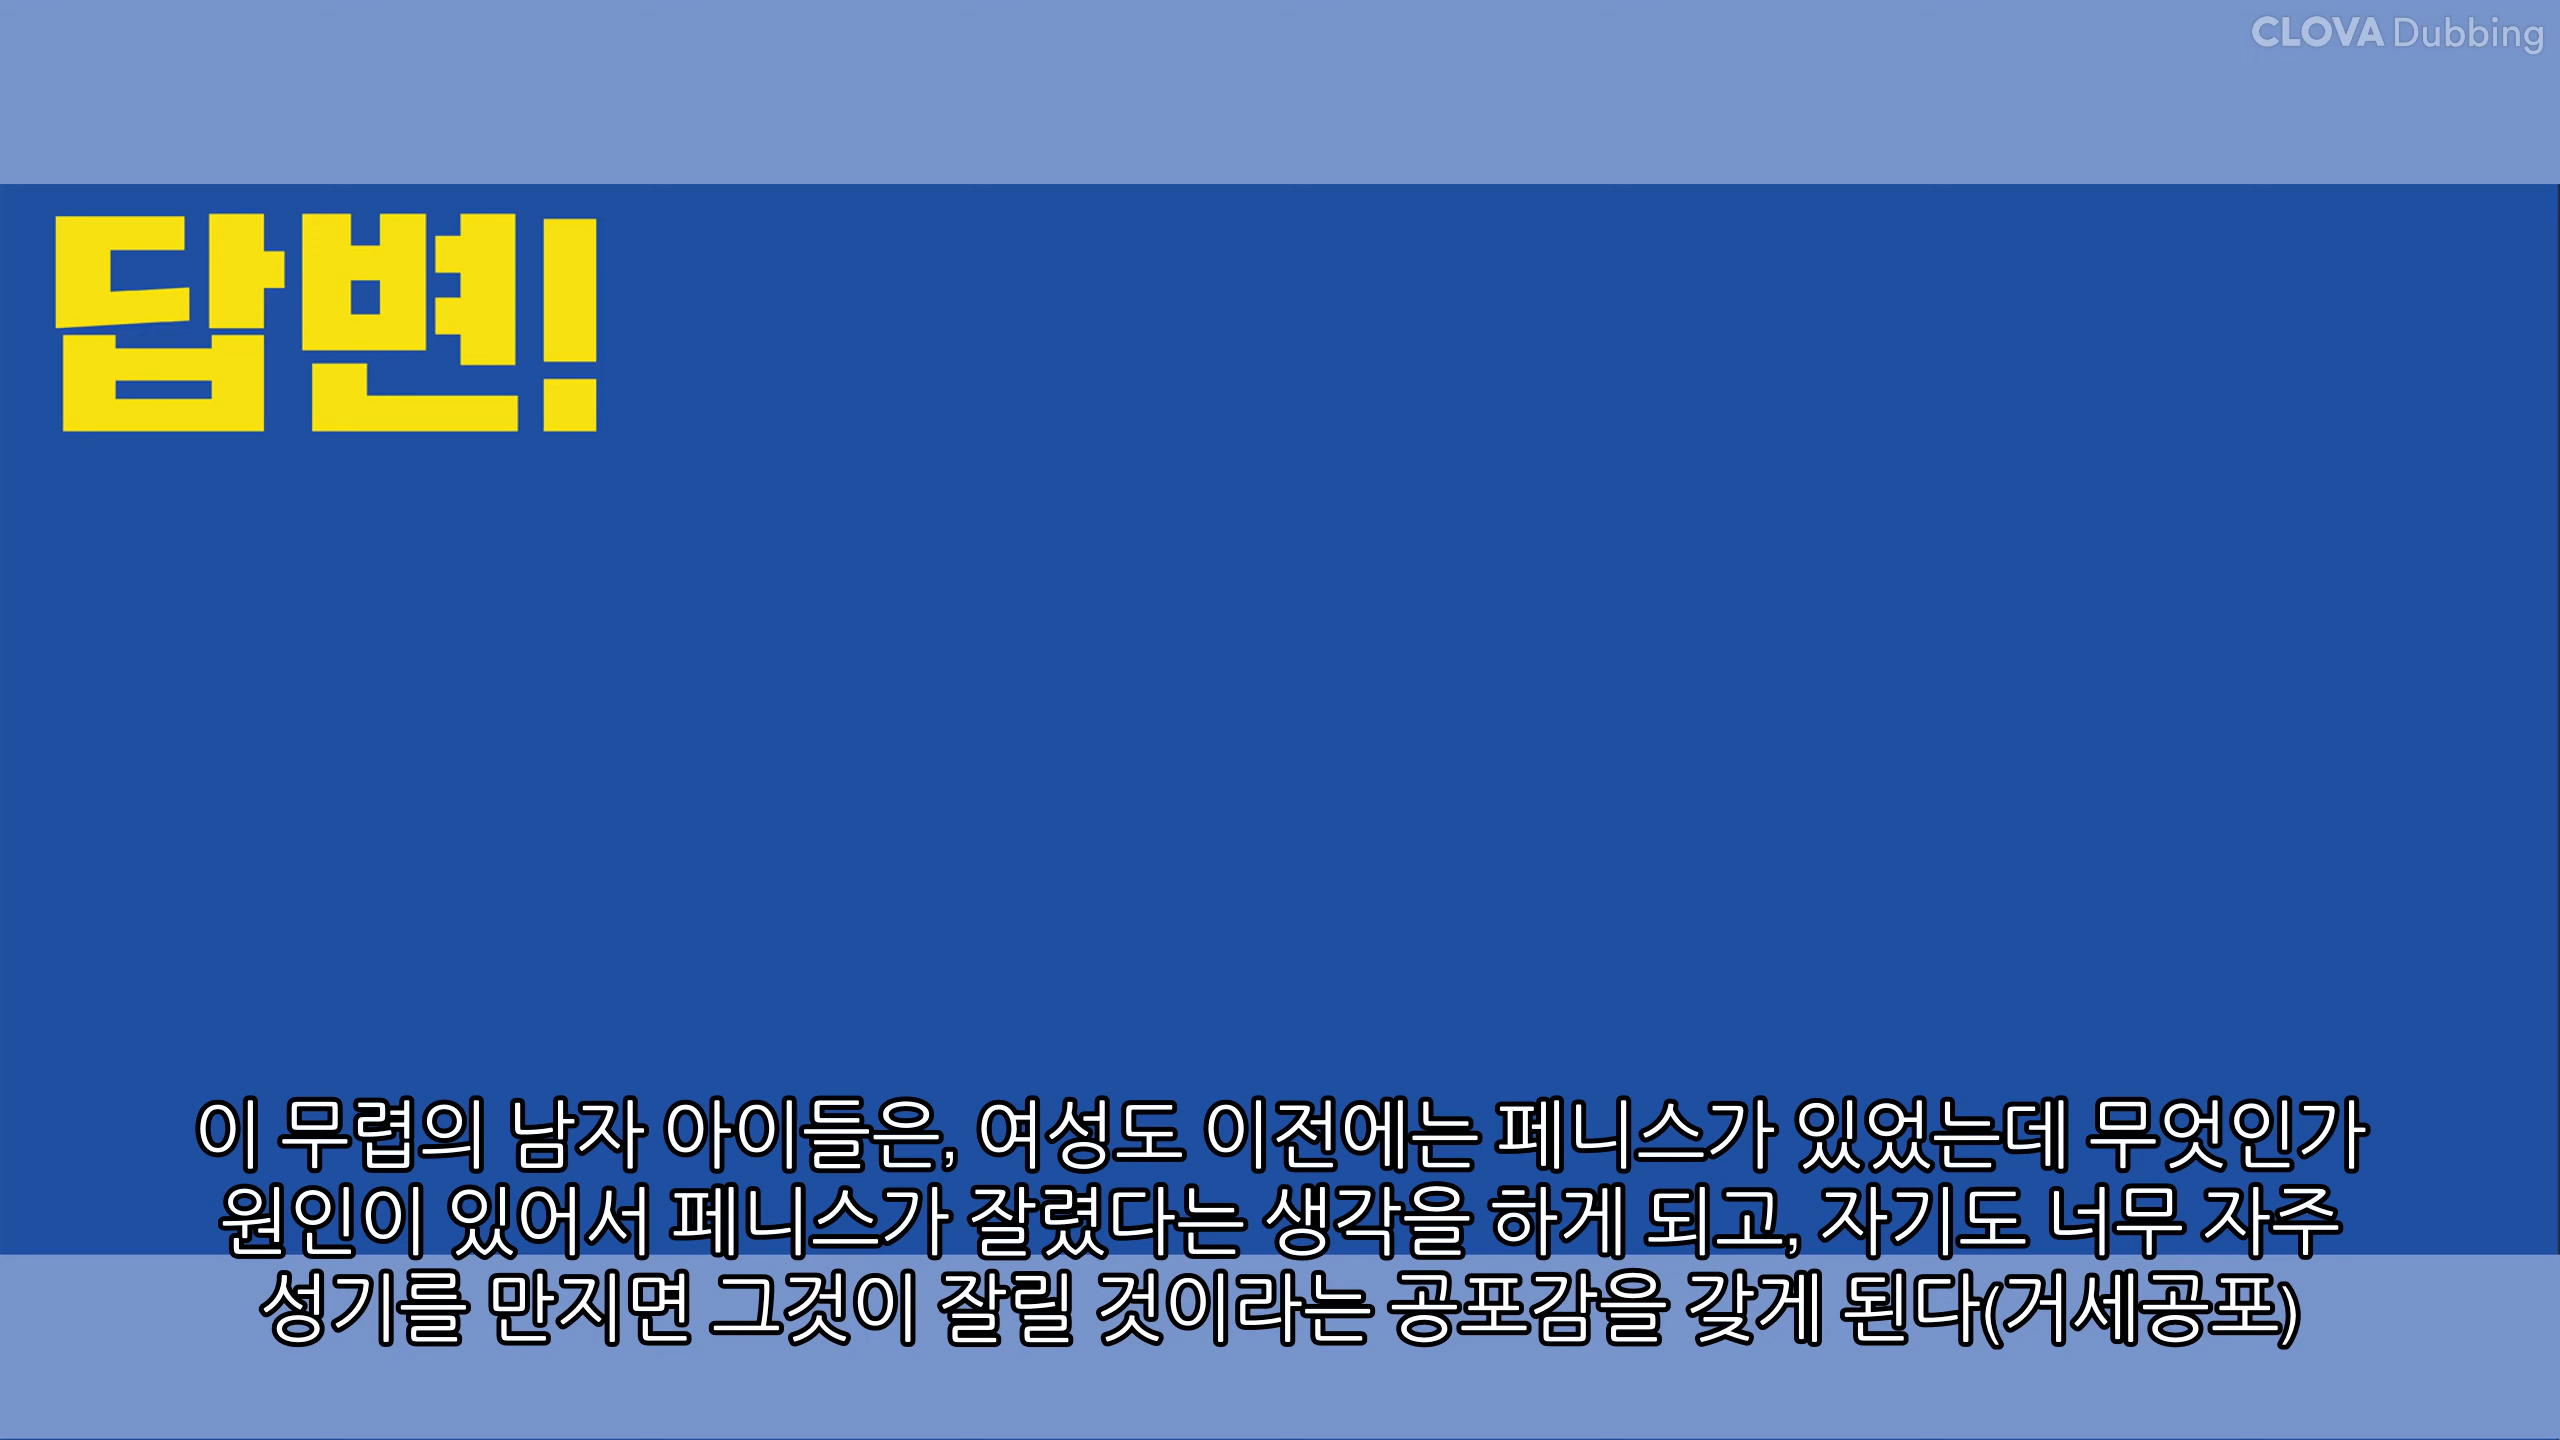 CLOVA Dubbing
답변!
이 무렵의 남자 아이들은, 여성도 이전에는 페니스가 있었는데 무엇인가
원인이 있어서 페니스가 잘렸다는 생각을 하게 되고, 자기도 너무 자주
성기를 만지면 그것이 잘릴 것이라는 공포감을 갖게 된다(거세공포)